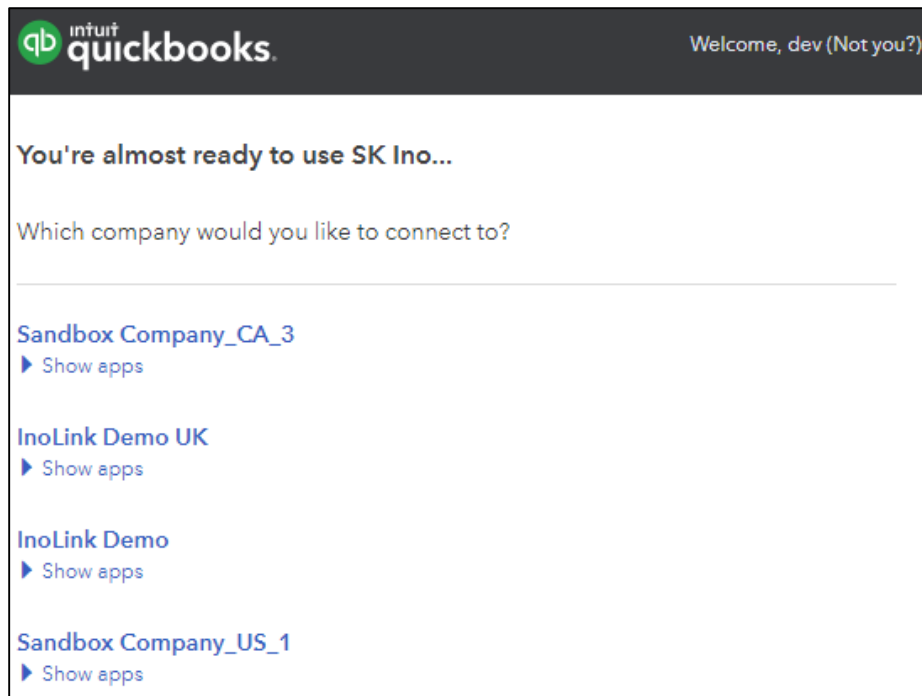 qb intuit
quickbooks.
Welcome, dev (Not you?)
You're almost ready to use SK Ino...
Which company would you like to connect to?
Sandbox Company_CA_3
Show apps
InoLink Demo UK
Show apps
InoLink Demo
Show apps
Sandbox Company_US_1
Show apps